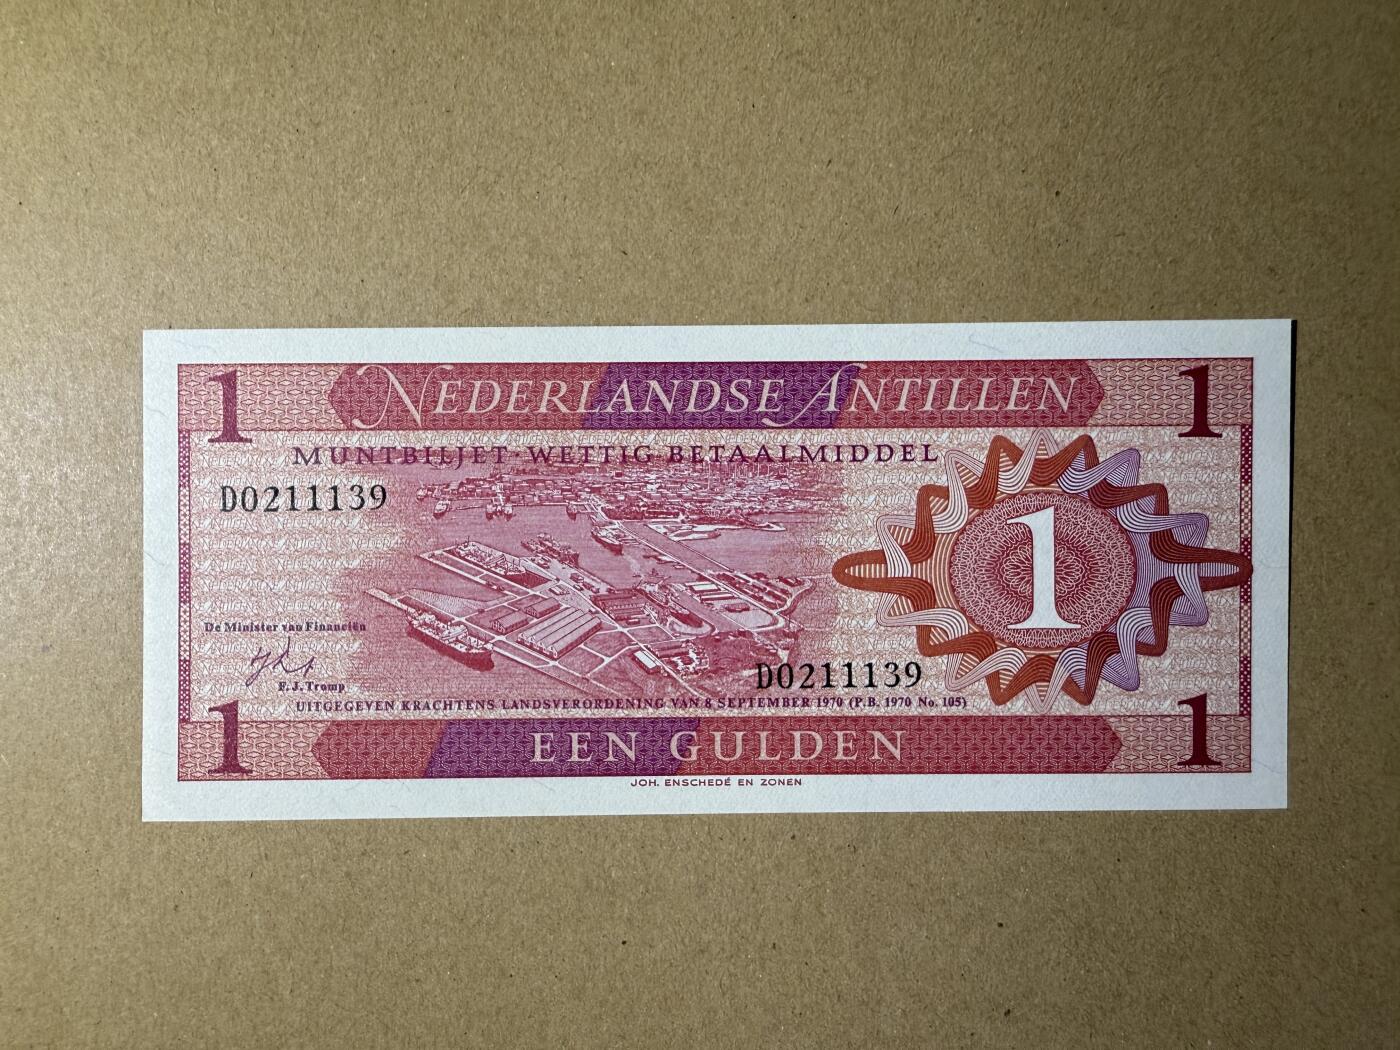 1 NEDERLANDSE ANTILLEN 1
MUNTBILJET·WETTIG BETAALMIDDEL
D0211139
1
De Minister van Financiën
F. J. Tromp
D0211139
UITGEGEVEN KRACHTENS LANDSVERORDENING VAN 8 SEPTEMBER 1970 (P.B. 1970 No. 105)
1 EEN GULDEN 1
JOH. ENSCHEDÉ EN ZONEN